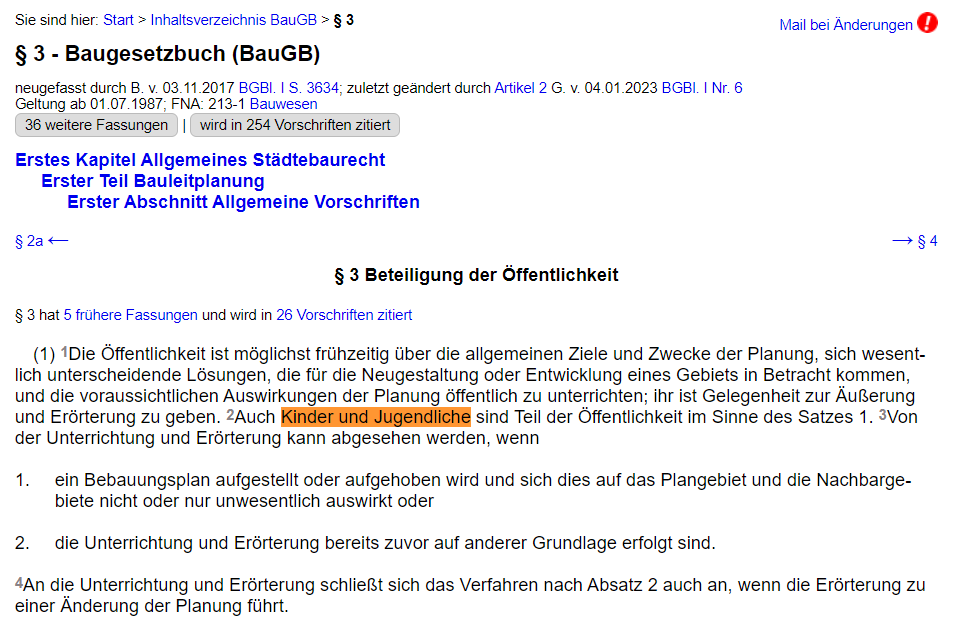 Sie sind hier: Start > Inhaltsverzeichnis BauGB > § 3
Mail bei Änderungen !
§ 3 - Baugesetzbuch (BauGB)
neugefasst durch B. v. 03.11.2017 BGBl. I S. 3634; zuletzt geändert durch Artikel 2 G. v. 04.01.2023 BGBl. I Nr. 6
Geltung ab 01.07.1987; FNA: 213-1 Bauwesen
36 weitere Fassungen | wird in 254 Vorschriften zitiert
Erstes Kapitel Allgemeines Städtebaurecht
Erster Teil Bauleitplanung
Erster Abschnitt Allgemeine Vorschriften
§ 2a ← → § 4
§ 3 Beteiligung der Öffentlichkeit
§ 3 hat 5 frühere Fassungen und wird in 26 Vorschriften zitiert
(1) ¹Die Öffentlichkeit ist möglichst frühzeitig über die allgemeinen Ziele und Zwecke der Planung, sich wesent-
lich unterscheidende Lösungen, die für die Neugestaltung oder Entwicklung eines Gebiets in Betracht kommen,
und die voraussichtlichen Auswirkungen der Planung öffentlich zu unterrichten; ihr ist Gelegenheit zur Äußerung
und Erörterung zu geben. ²Auch Kinder und Jugendliche sind Teil der Öffentlichkeit im Sinne des Satzes 1. ³Von
der Unterrichtung und Erörterung kann abgesehen werden, wenn
1. ein Bebauungsplan aufgestellt oder aufgehoben wird und sich dies auf das Plangebiet und die Nachbarge-
biete nicht oder nur unwesentlich auswirkt oder
2. die Unterrichtung und Erörterung bereits zuvor auf anderer Grundlage erfolgt sind.
⁴An die Unterrichtung und Erörterung schließt sich das Verfahren nach Absatz 2 auch an, wenn die Erörterung zu
einer Änderung der Planung führt.